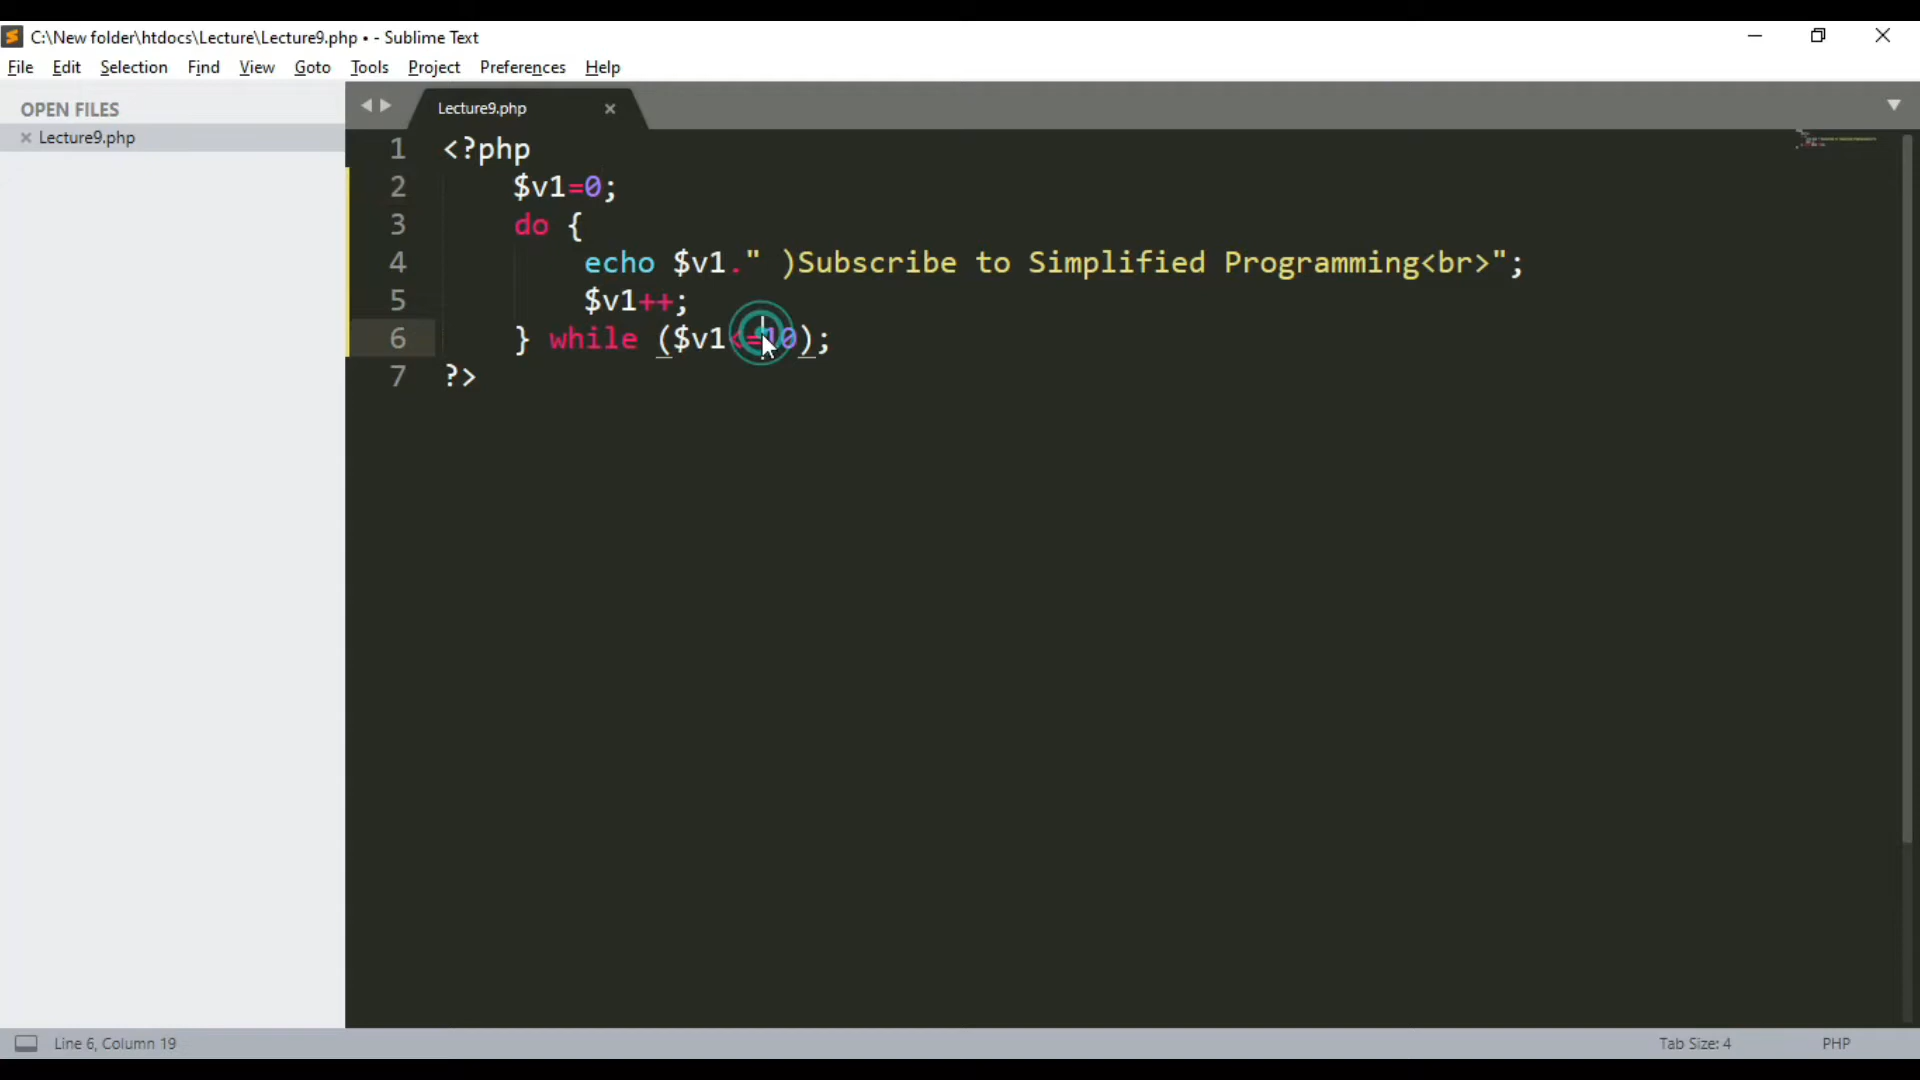 C:\New folder\htdocs\Lecture\Lecture9.php • - Sublime Text
File Edit Selection Find View Goto Tools Project Preferences Help
OPEN FILES
Lecture9.php
Lecture9.php
1 <?php
2 $v1=0;
3 do {
4 echo $v1." )Subscribe to Simplified Programming<br>";
5 $v1++;
6 } while ($v1<=10);
7 ?>
Line 6, Column 19
Tab Size: 4
PHP